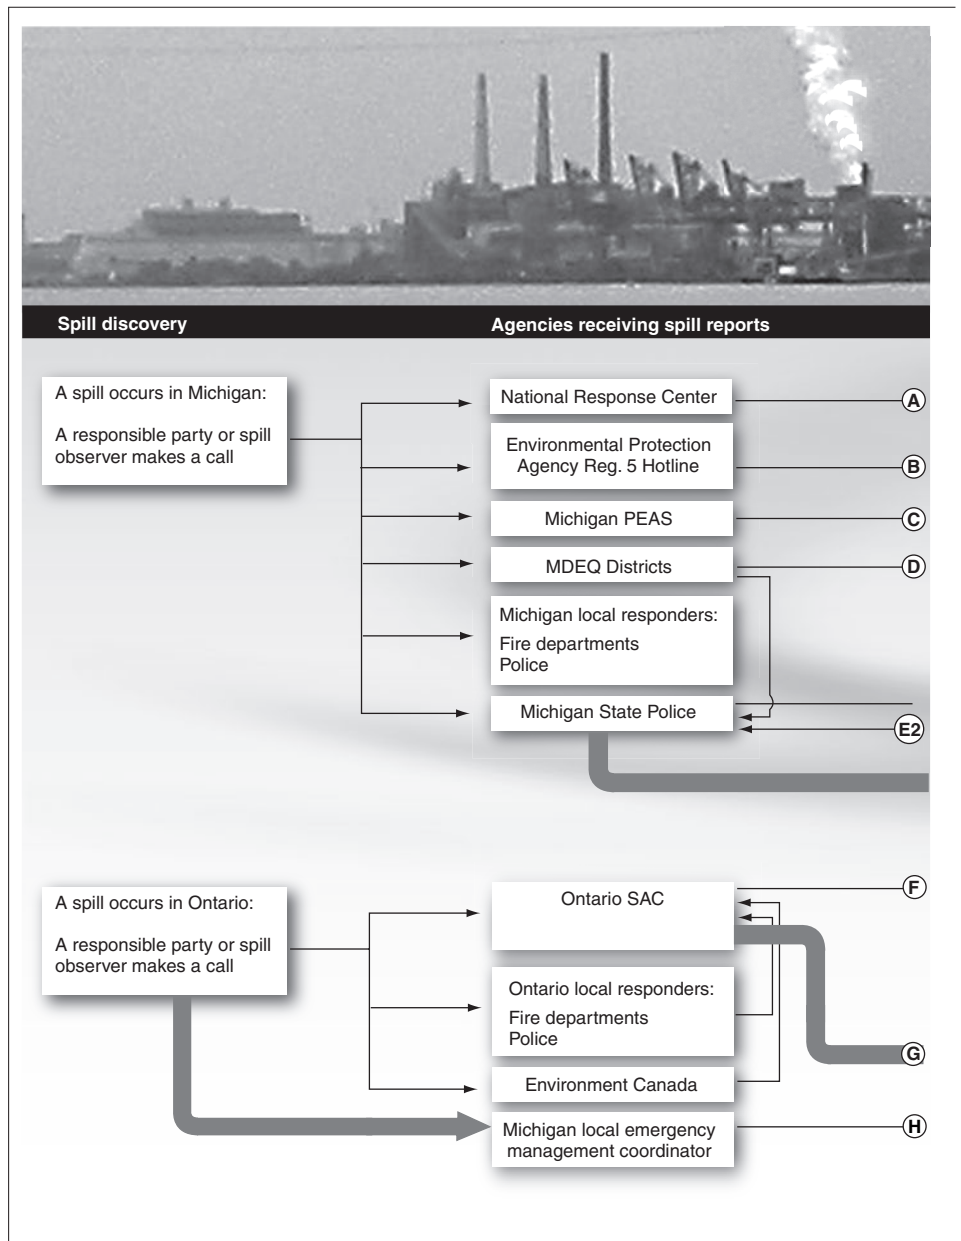 Spill discovery
Agencies receiving spill reports
A spill occurs in Michigan:
A responsible party or spill
observer makes a call
National Response Center
A
Environmental Protection
Agency Reg. 5 Hotline
B
Michigan PEAS
C
MDEQ Districts
D
Michigan local responders:
Fire departments
Police
Michigan State Police
E2
A spill occurs in Ontario:
A responsible party or spill
observer makes a call
Ontario SAC
F
Ontario local responders:
Fire departments
Police
G
Environment Canada
Michigan local emergency
management coordinator
H